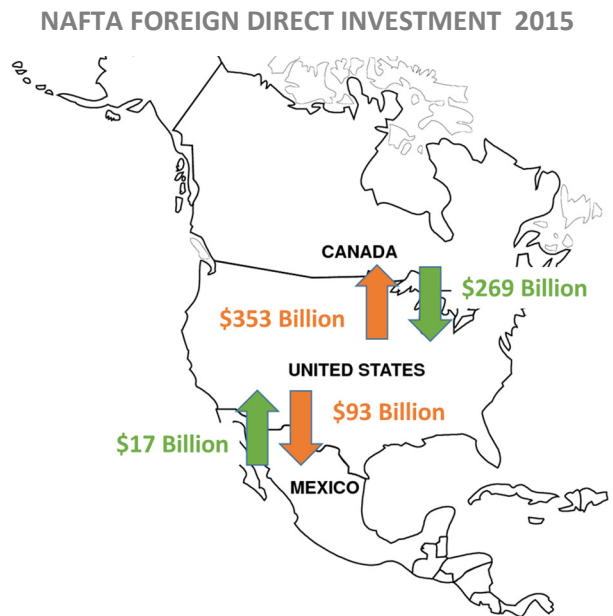 NAFTA FOREIGN DIRECT INVESTMENT 2015
CANADA
$269 Billion
$353 Billion
UNITED STATES
$93 Billion
$17 Billion
MEXICO